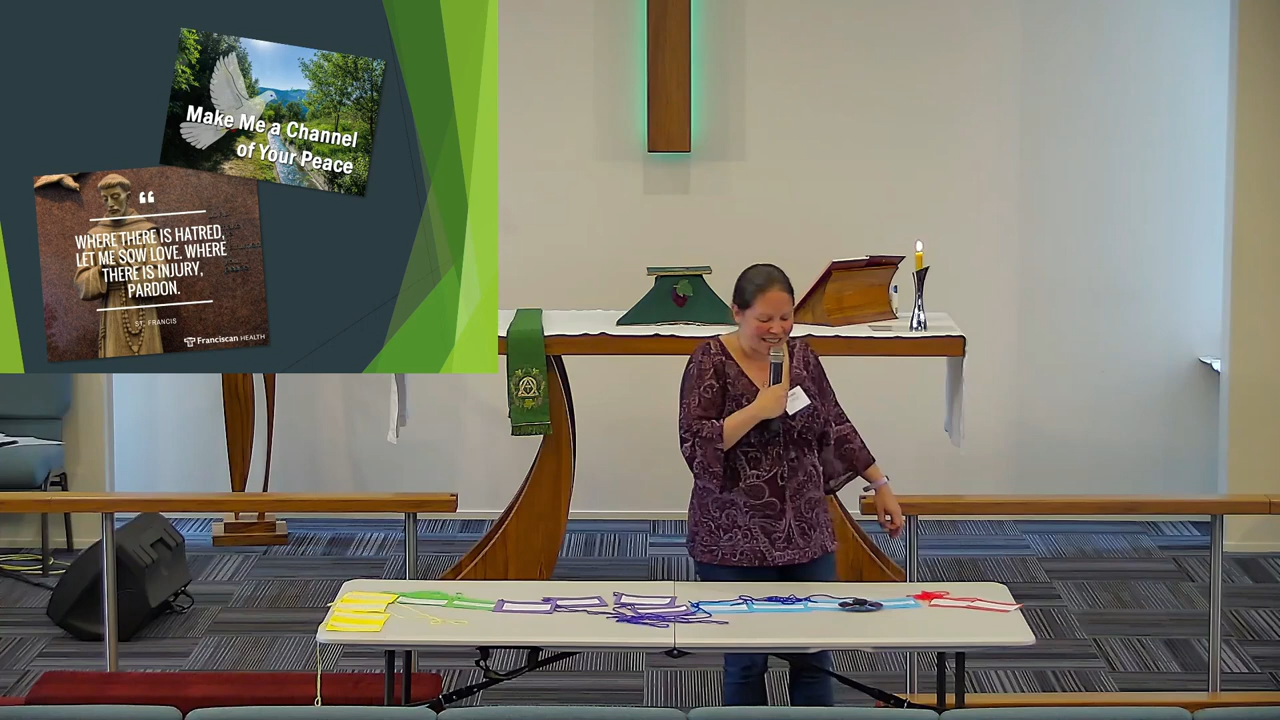 Make Me a Channel
of Your Peace
“
WHERE THERE IS HATRED,
LET ME SOW LOVE. WHERE
THERE IS INJURY,
PARDON.
ST. FRANCIS
Franciscan HEALTH